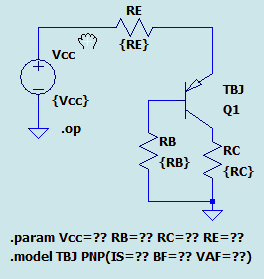 RE
{RE}
Vcc
{Vcc}
.op
TBJ
Q1
RB
{RB}
RC
{RC}
.param Vcc=?? RB=?? RC=?? RE=??
.model TBJ PNP(IS=?? BF=?? VAF=??)